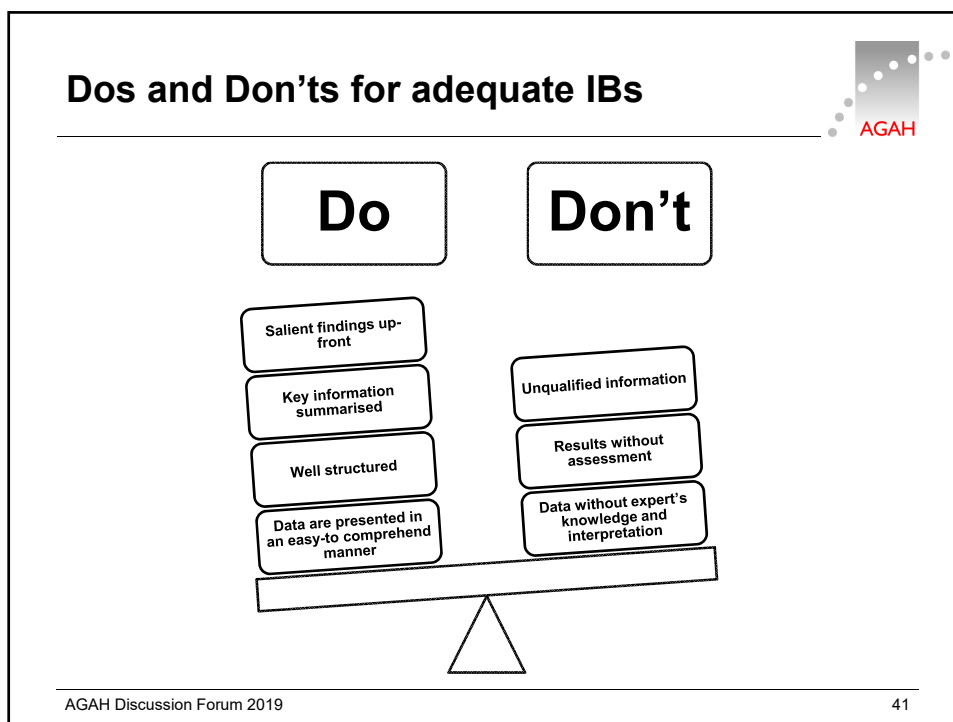 Dos and Don’ts for adequate IBs
AGAH
Do
Don’t
Salient findings up-
front
Key information
summarised
Well structured
Data are presented in
an easy-to comprehend
manner
Unqualified information
Results without
assessment
Data without expert’s
knowledge and
interpretation
AGAH Discussion Forum 2019
41